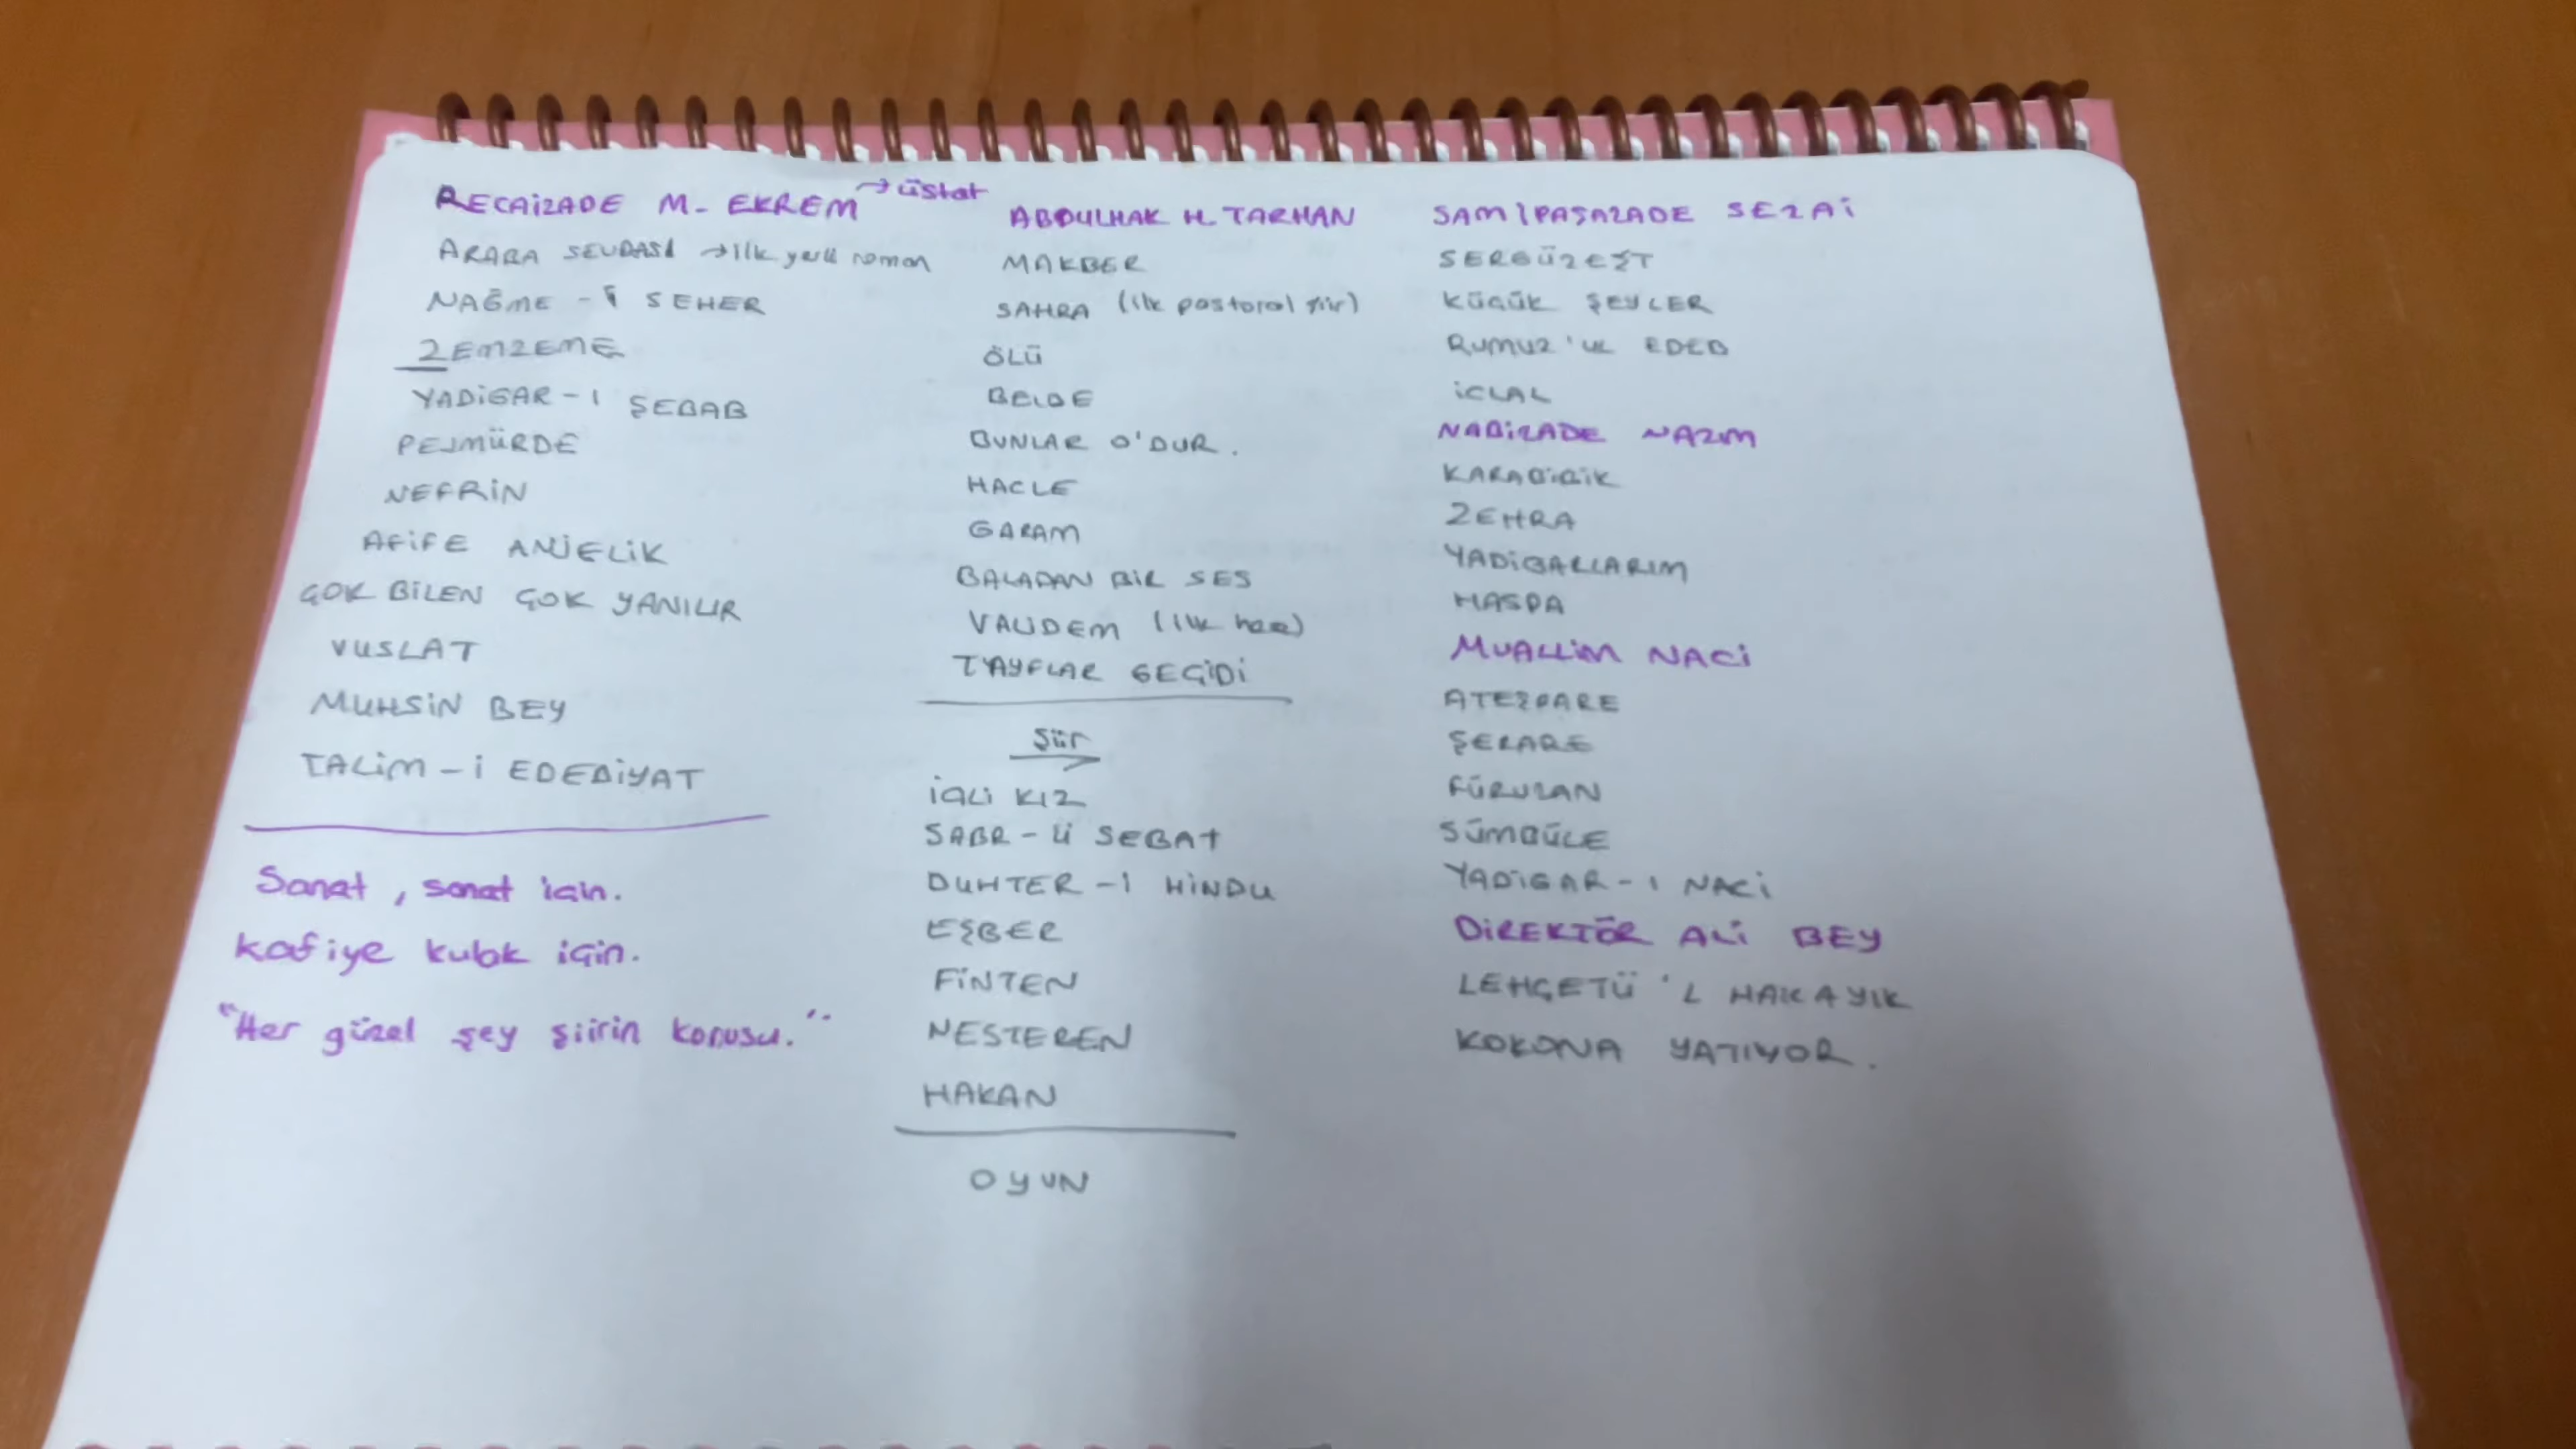 RECAİZADE M. EKREM → üstat
ARABA SEVDASI → ilk yerli roman
NAĞME-İ SEHER
ZEMZEME
YADİGAR-I ŞEBAB
PEJMÜRDE
NEFRİN
AFİFE ANJELİK
ÇOK BİLEN ÇOK YANILIR
VUSLAT
MUHSİN BEY
TALİM-İ EDEBİYAT
Sanat, sanat için.
Kafiye kulak için.
"Her güzel şey şiirin konusu."
ABDULHAK H. TARHAN
MAKBER
SAHRA (ilk pastoral şiir)
ÖLÜ
BELDE
BUNLAR O'DUR.
HACLE
GARAM
BALADAN BİR SES
VALİDEM (ilk hece)
TAYFLAR GEÇİDİ
Şiir
İÇLİ KIZ
SABR-Ü SEBAT
DUHTER-İ HİNDU
EŞBER
FİNTEN
NESTEREN
HAKAN
OYUN
SAMİPAŞAZADE SEZAİ
SERGÜZEŞT
KÜÇÜK ŞEYLER
RUMUZ'UL EDEB
İCLAL
NABİZADE NAZIM
KARABİBİK
ZEHRA
YADİGARLARIM
HASPA
MUALLİM NACİ
ATEŞPARE
ŞERARE
FÜRUZAN
SÜMBÜLE
YADİGAR-I NACİ
DİREKTÖR ALİ BEY
LEHÇETÜ'L HAKAYIK
KOKONA YATIYOR.